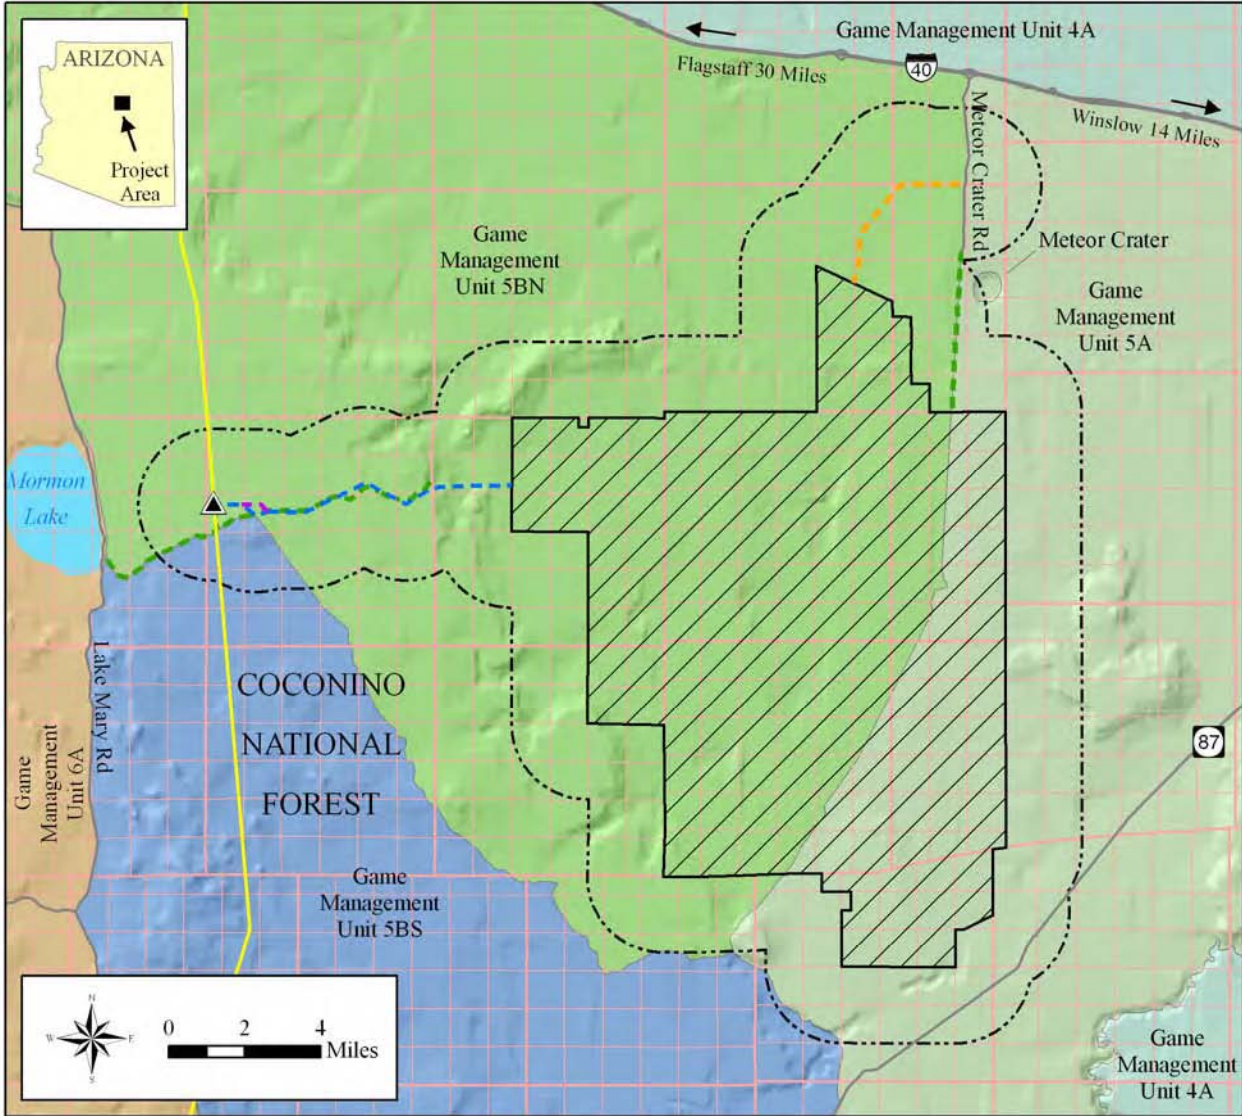 ARIZONA
Project
Area
Game Management Unit 4A
40
Flagstaff 30 Miles
Winslow 14 Miles
Meteor Crater Rd
Game
Management
Unit 5BN
Meteor Crater
Game
Management
Unit 5A
Mormon
Lake
Lake Mary Rd
COCONINO
NATIONAL
FOREST
Game
Management
Unit 6A
87
Game
Management
Unit 5BS
N
W
E
S
0
2
4
Miles
Game
Management
Unit 4A